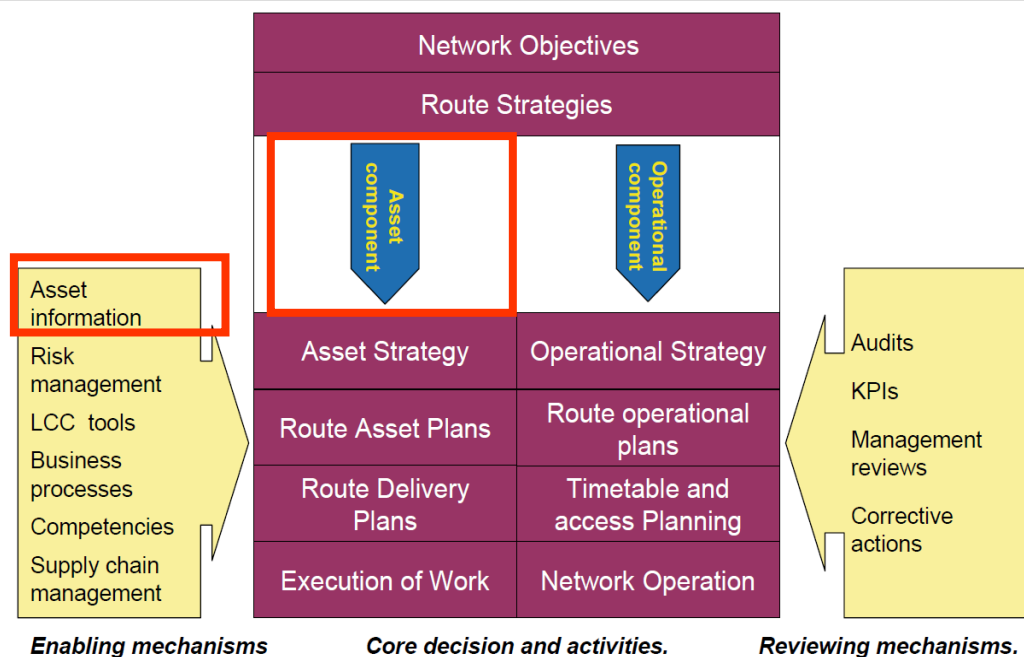 Network Objectives
Route Strategies
Asset
component
Operational
component
Asset
information
Risk
management
LCC tools
Business
processes
Competencies
Supply chain
management
Asset Strategy
Operational Strategy
Route Asset Plans
Route operational
plans
Route Delivery
Plans
Timetable and
access Planning
Execution of Work
Network Operation
Audits
KPIs
Management
reviews
Corrective
actions
Enabling mechanisms
Core decision and activities.
Reviewing mechanisms.